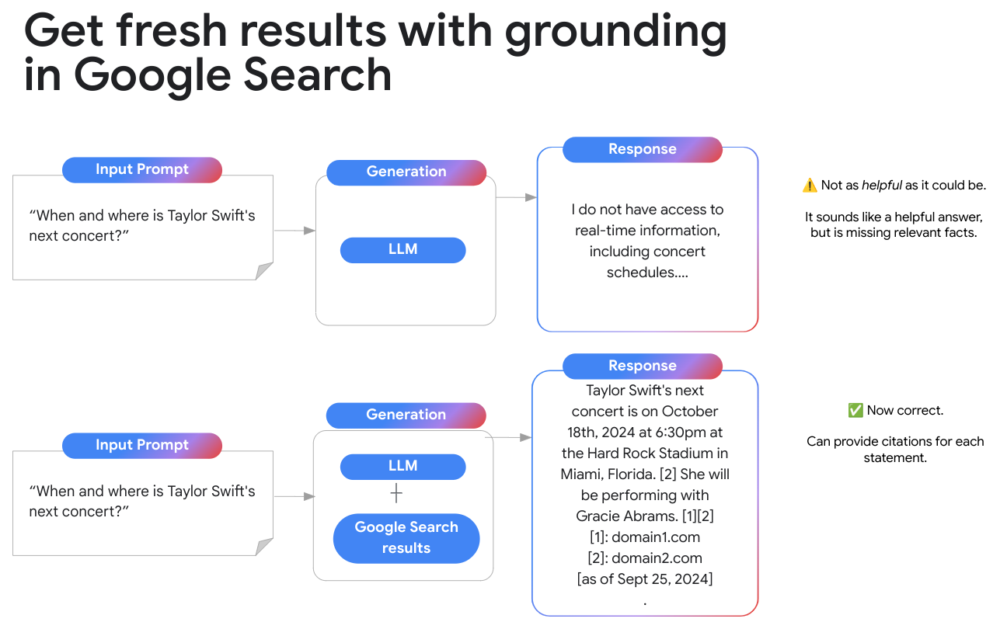 Get fresh results with grounding
in Google Search
Input Prompt
“When and where is Taylor Swift's
next concert?”
Generation
LLM
Response
I do not have access to
real-time information,
including concert
schedules....
⚠️ Not as helpful as it could be.
It sounds like a helpful answer,
but is missing relevant facts.
Input Prompt
“When and where is Taylor Swift's
next concert?”
Generation
LLM
+
Google Search
results
Response
Taylor Swift's next
concert is on October
18th, 2024 at 6:30pm at
the Hard Rock Stadium in
Miami, Florida. [2] She will
be performing with
Gracie Abrams. [1][2]
[1]: domain1.com
[2]: domain2.com
[as of Sept 25, 2024]
.
✅ Now correct.
Can provide citations for each
statement.